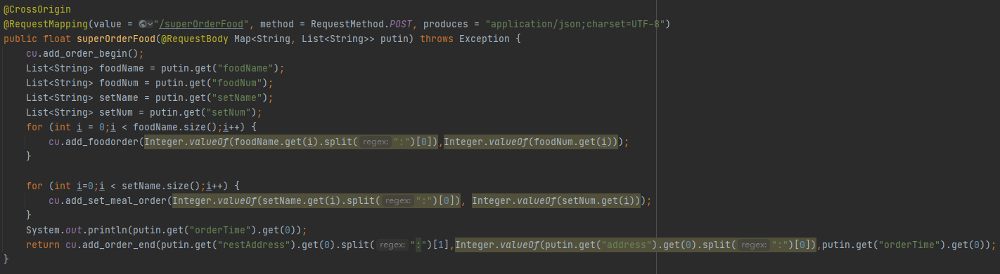 @CrossOrigin
@RequestMapping(value = "/superOrderFood", method = RequestMethod.POST, produces = "application/json;charset=UTF-8")
public float superOrderFood(@RequestBody Map<String, List<String>> putin) throws Exception {
cu.add_order_begin();
List<String> foodName = putin.get("foodName");
List<String> foodNum = putin.get("foodNum");
List<String> setName = putin.get("setName");
List<String> setNum = putin.get("setNum");
for (int i = 0;i < foodName.size();i++) {
cu.add_foodorder(Integer.valueOf(foodName.get(i).split( regex: ":")[0]),Integer.valueOf(foodNum.get(i)));
}
for (int i=0;i < setName.size();i++) {
cu.add_set_meal_order(Integer.valueOf(setName.get(i).split( regex: ":")[0]), Integer.valueOf(setNum.get(i)));
}
System.out.println(putin.get("orderTime").get(0));
return cu.add_order_end(putin.get("restAddress").get(0).split( regex: ":")[1],Integer.valueOf(putin.get("address").get(0).split( regex: ":")[0]),putin.get("orderTime").get(0));
}